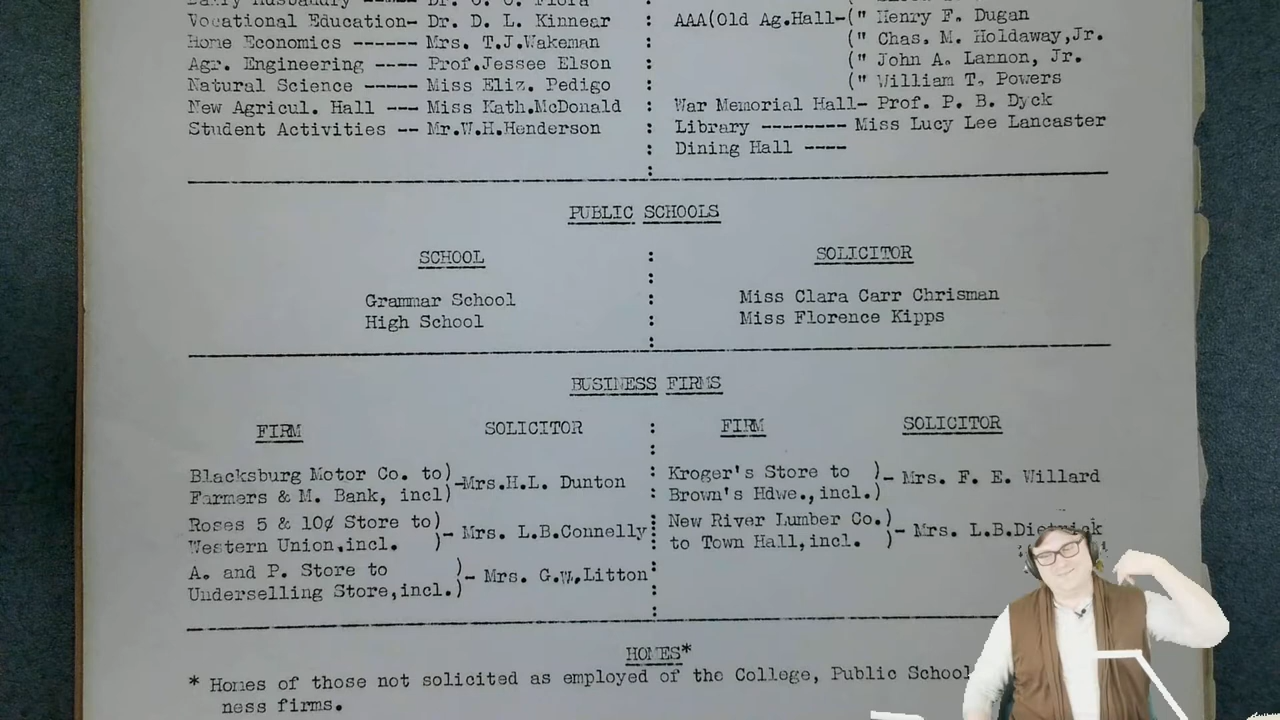 Dairy Husbandry ----- Dr. C. C. Flora
Vocational Education- Dr. D. L. Kinnear
Home Economics ------ Mrs. T.J.Wakeman
Agr. Engineering ---- Prof.Jessee Elson
Natural Science ----- Miss Eliz. Pedigo
New Agricul. Hall --- Miss Kath.McDonald
Student Activities -- Mr.W.H.Henderson
AAA(Old Ag.Hall-(" Henry F. Dugan
(" Chas. M. Holdaway,Jr.
(" John A. Lannon, Jr.
(" William T. Powers
War Memorial Hall- Prof. P. B. Dyck
Library -------- Miss Lucy Lee Lancaster
Dining Hall ----
PUBLIC SCHOOLS
SCHOOL
SOLICITOR
Grammar School
Miss Clara Carr Chrisman
High School
Miss Florence Kipps
BUSINESS FIRMS
FIRM SOLICITOR
Blacksburg Motor Co. to)
Farmers & M. Bank, incl)-Mrs.H.L. Dunton
Roses 5 & 10¢ Store to)
Western Union,incl. )- Mrs. L.B.Connelly
A. and P. Store to )
Underselling Store,incl.)- Mrs. G.W.Litton
FIRM SOLICITOR
Kroger's Store to )
Brown's Hdwe.,incl.)- Mrs. F. E. Willard
New River Lumber Co.)
to Town Hall,incl. )- Mrs. L.B.Dietrick
HOMES*
* Homes of those not solicited as employed of the College, Public School
ness firms.